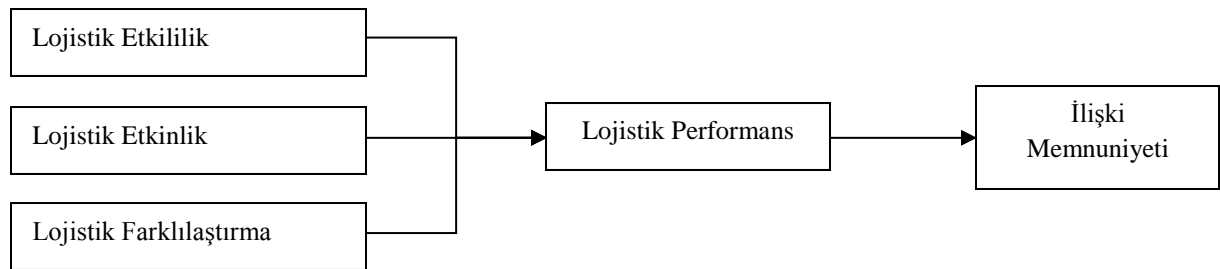 Lojistik Etkililik
Lojistik Etkinlik
Lojistik Farklılaştırma
Lojistik Performans
İlişki
Memnuniyeti